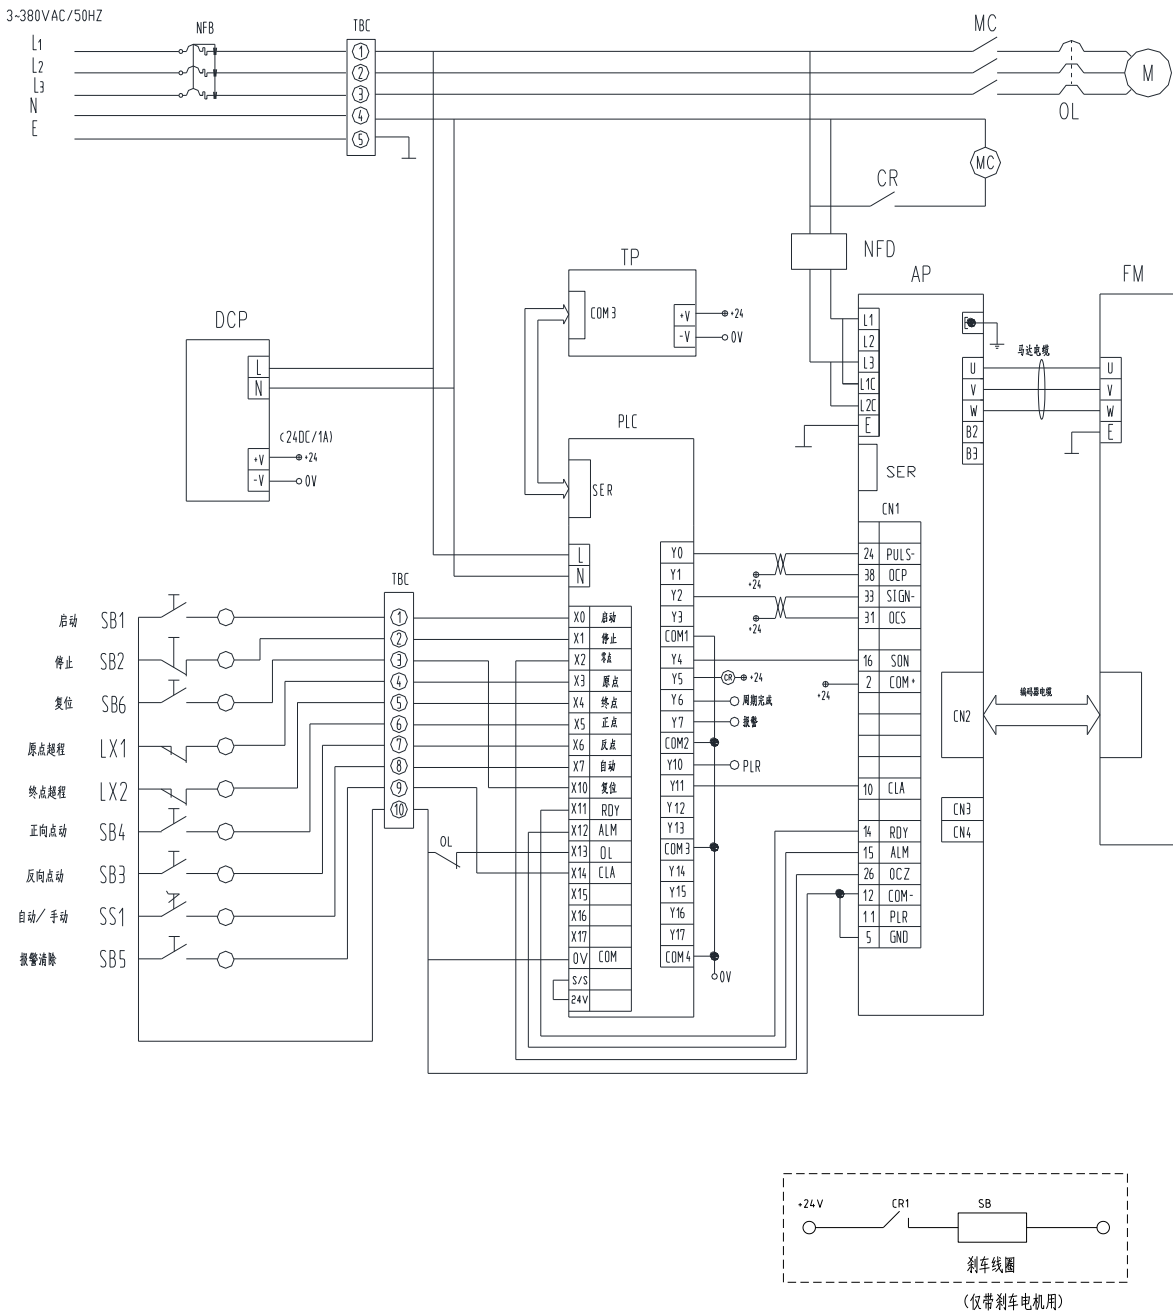 3~380VAC/50HZ
NFB
TBC
MC
L1
L2
L3
N
E
1
2
3
4
5
M
OL
MC
CR
NFD
TP
COM3
+V
-V
+24
0V
DCP
L
N
(24DC/1A)
+V
-V
+24
0V
AP
FM
L1
L2
L3
L1C
L2C
E
E
马达电缆
U
V
W
B2
B3
U
V
W
E
SER
CN1
24 PULS-
38 OCP
33 SIGN-
31 OCS
16 SON
2 COM+
10 CLA
14 RDY
15 ALM
26 OCZ
12 COM-
11 PLR
5 GND
CN2
编码器电缆
CN3
CN4
PLC
SER
L
N
Y0
Y1
Y2
Y3
COM1
Y4
Y5
Y6
Y7
COM2
Y10
Y11
Y12
Y13
COM3
Y14
Y15
Y16
Y17
COM4
+24
+24
CR
+24
+24
周期完成
报警
PLR
0V
X0 启动
X1 停止
X2 零点
X3 原点
X4 终点
X5 正点
X6 反点
X7 自动
X10 复位
X11 RDY
X12 ALM
X13 OL
X14 CLA
X15
X16
X17
0V COM
S/S
24V
OL
TBC
1
2
3
4
5
6
7
8
9
10
启动 SB1
停止 SB2
复位 SB6
原点超程 LX1
终点超程 LX2
正向点动 SB4
反向点动 SB3
自动/手动 SS1
报警清除 SB5
+24V
CR1
SB
刹车线圈
(仅带刹车电机用)